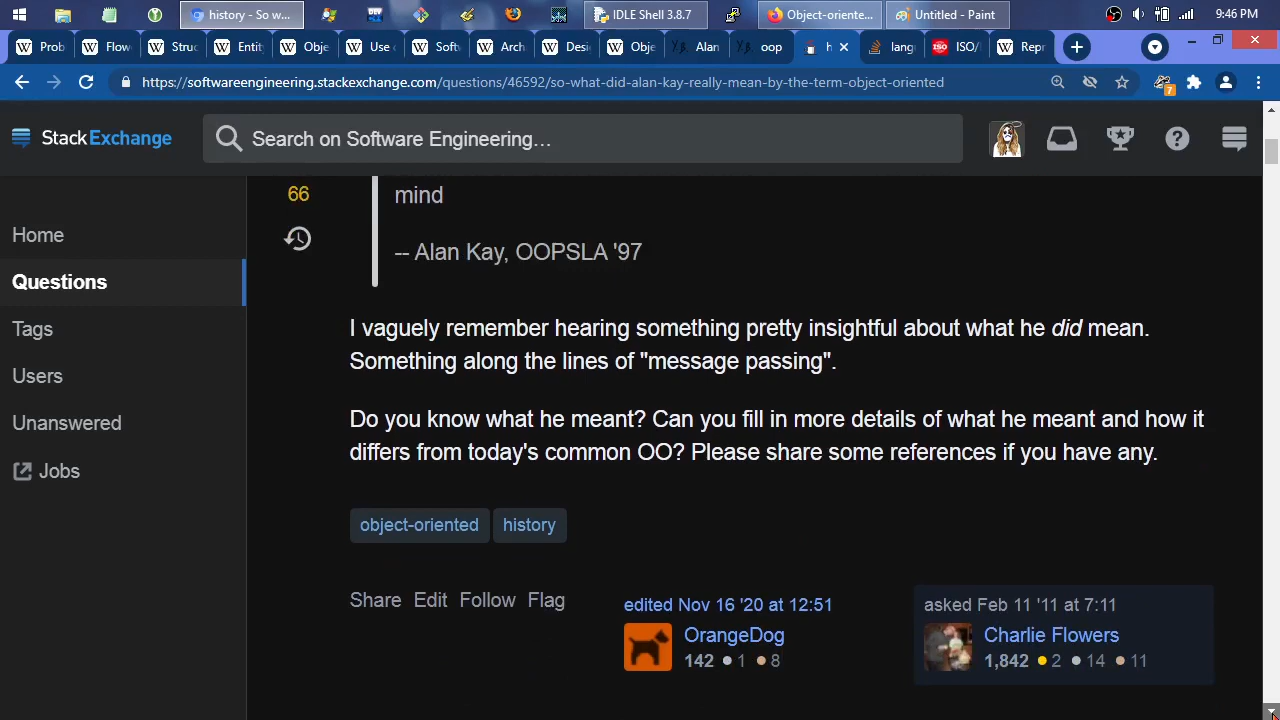 history - So w...
IDLE Shell 3.8.7
Object-oriente...
Untitled - Paint
9:46 PM
Prob
Flow
Struc
Entity
Obje
Use c
Softw
Arch
Desi
Obje
Alan
oop
h
lang
ISO/I
Repr
https://softwareengineering.stackexchange.com/questions/46592/so-what-did-alan-kay-really-mean-by-the-term-object-oriented
7
StackExchange
Search on Software Engineering...
Home
Questions
Tags
Users
Unanswered
Jobs
66
mind
-- Alan Kay, OOPSLA '97
I vaguely remember hearing something pretty insightful about what he did mean.
Something along the lines of "message passing".
Do you know what he meant? Can you fill in more details of what he meant and how it
differs from today's common OO? Please share some references if you have any.
object-oriented history
Share Edit Follow Flag
edited Nov 16 '20 at 12:51
OrangeDog
142 1 8
asked Feb 11 '11 at 7:11
Charlie Flowers
1,842 2 14 11